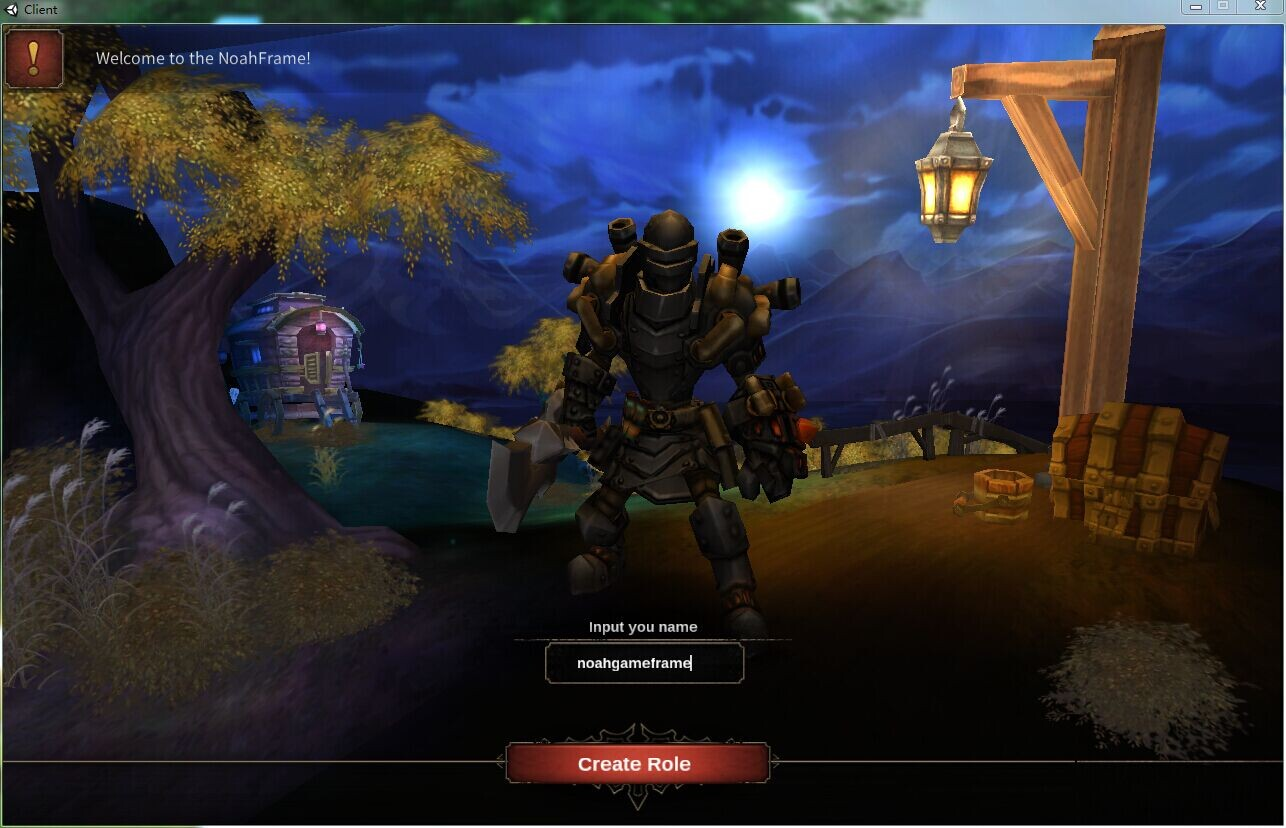 Client
Welcome to the NoahFrame!
Input you name
noahgameframe
Create Role